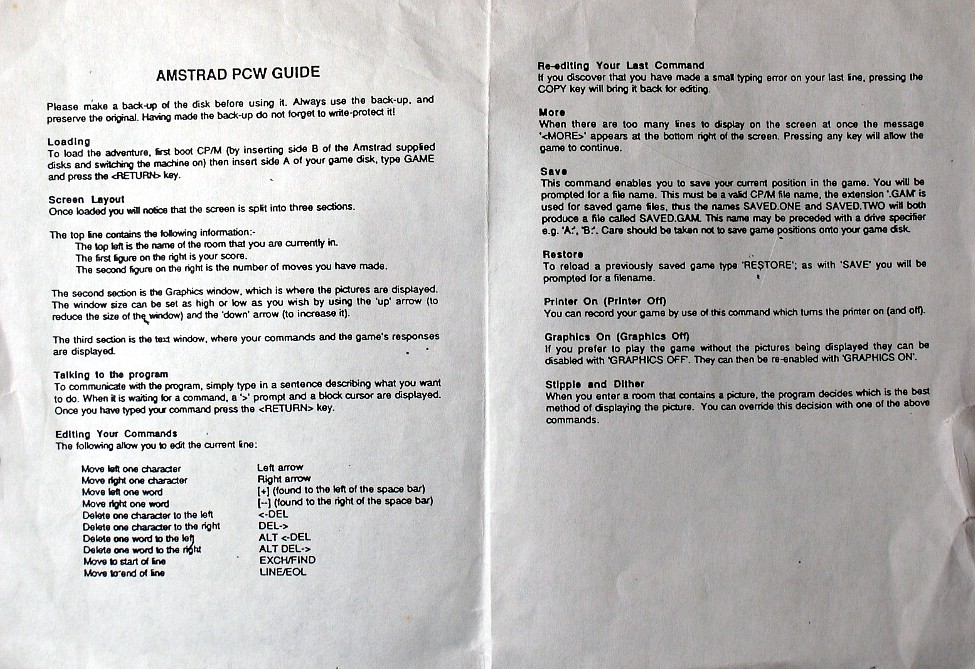 AMSTRAD PCW GUIDE
Please make a back-up of the disk before using it. Always use the back-up, and
preserve the original. Having made the back-up do not forget to write-protect it!
Loading
To load the adventure, first boot CP/M (by inserting side B of the Amstrad supplied
disks and switching the machine on) then insert side A of your game disk, type GAME
and press the <RETURN> key.
Screen Layout
Once loaded you will notice that the screen is split into three sections.
The top line contains the following information:-
The top left is the name of the room that you are currently in.
The first figure on the right is your score.
The second figure on the right is the number of moves you have made.
The second section is the Graphics window, which is where the pictures are displayed.
The window size can be set as high or low as you wish by using the 'up' arrow (to
reduce the size of the window) and the 'down' arrow (to increase it).
The third section is the text window, where your commands and the game's responses
are displayed.
Talking to the program
To communicate with the program, simply type in a sentence describing what you want
to do. When it is waiting for a command, a '>' prompt and a block cursor are displayed.
Once you have typed your command press the <RETURN> key.
Editing Your Commands
The following allow you to edit the current line:
Move left one character Left arrow
Move right one character Right arrow
Move left one word [+] (found to the left of the space bar)
Move right one word [--] (found to the right of the space bar)
Delete one character to the left <-DEL
Delete one character to the right DEL->
Delete one word to the left ALT <-DEL
Delete one word to the right ALT DEL->
Move to start of line EXCH/FIND
Move to end of line LINE/EOL
Re-editing Your Last Command
If you discover that you have made a small typing error on your last line, pressing the
COPY key will bring it back for editing.
More
When there are too many lines to display on the screen at once the message
'<MORE>' appears at the bottom right of the screen. Pressing any key will allow the
game to continue.
Save
This command enables you to save your current position in the game. You will be
prompted for a file name. This must be a valid CP/M file name, the extension '.GAM' is
used for saved game files, thus the names SAVED.ONE and SAVED.TWO will both
produce a file called SAVED.GAM. This name may be preceded with a drive specifier
e.g. 'A:', 'B:'. Care should be taken not to save game positions onto your game disk.
Restore
To reload a previously saved game type 'RESTORE'; as with 'SAVE' you will be
prompted for a filename.
Printer On (Printer Off)
You can record your game by use of this command which turns the printer on (and off).
Graphics On (Graphics Off)
If you prefer to play the game without the pictures being displayed they can be
disabled with 'GRAPHICS OFF'. They can then be re-enabled with 'GRAPHICS ON'.
Stipple and Dither
When you enter a room that contains a picture, the program decides which is the best
method of displaying the picture. You can override this decision with one of the above
commands.